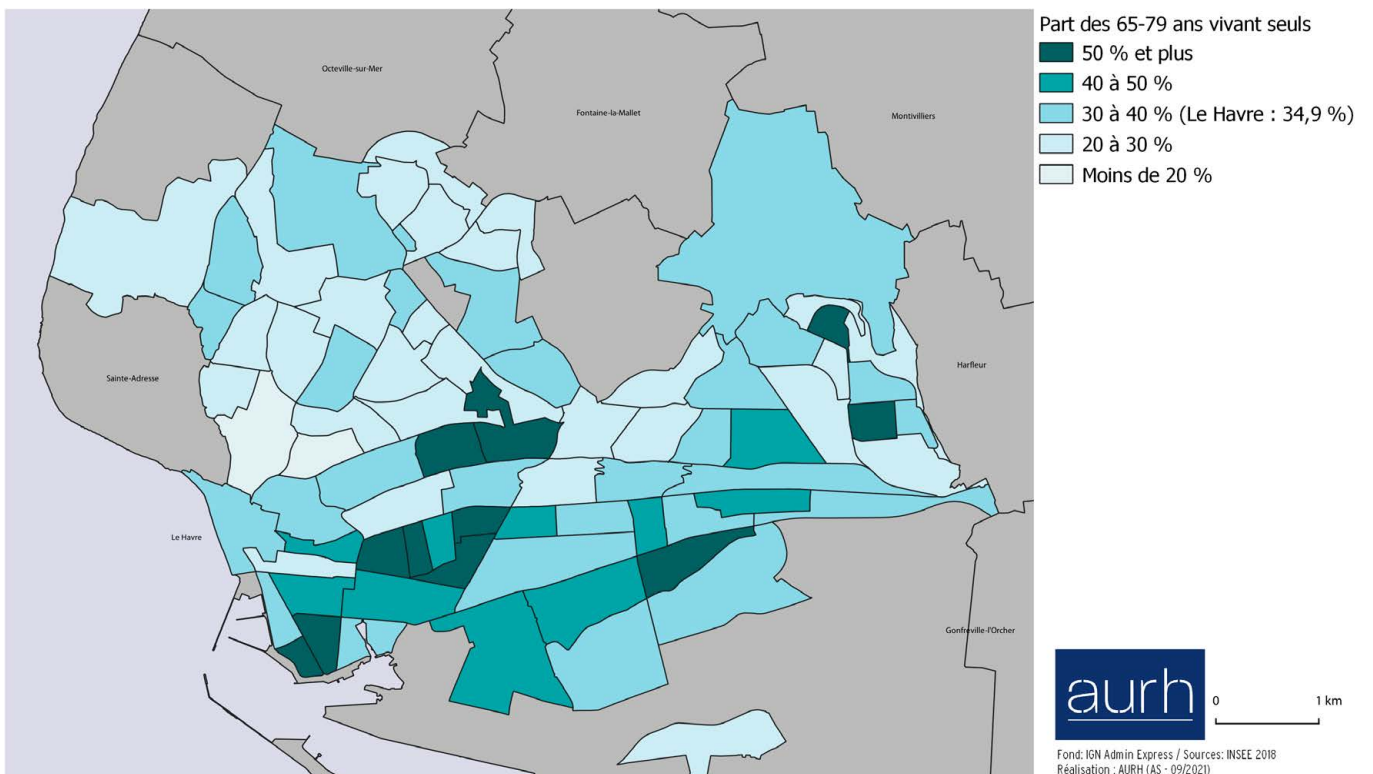 Part des 65-79 ans vivant seuls
50 % et plus
40 à 50 %
30 à 40 % (Le Havre : 34,9 %)
20 à 30 %
Moins de 20 %
Octeville-sur-Mer
Fontaine-la-Mallet
Montivilliers
Harfleur
Sainte-Adresse
Le Havre
Gonfreville-l'Orcher
aurh
0 1 km
Fond: IGN Admin Express / Sources: INSEE 2018
Réalisation : AURH (AS - 09/2021)